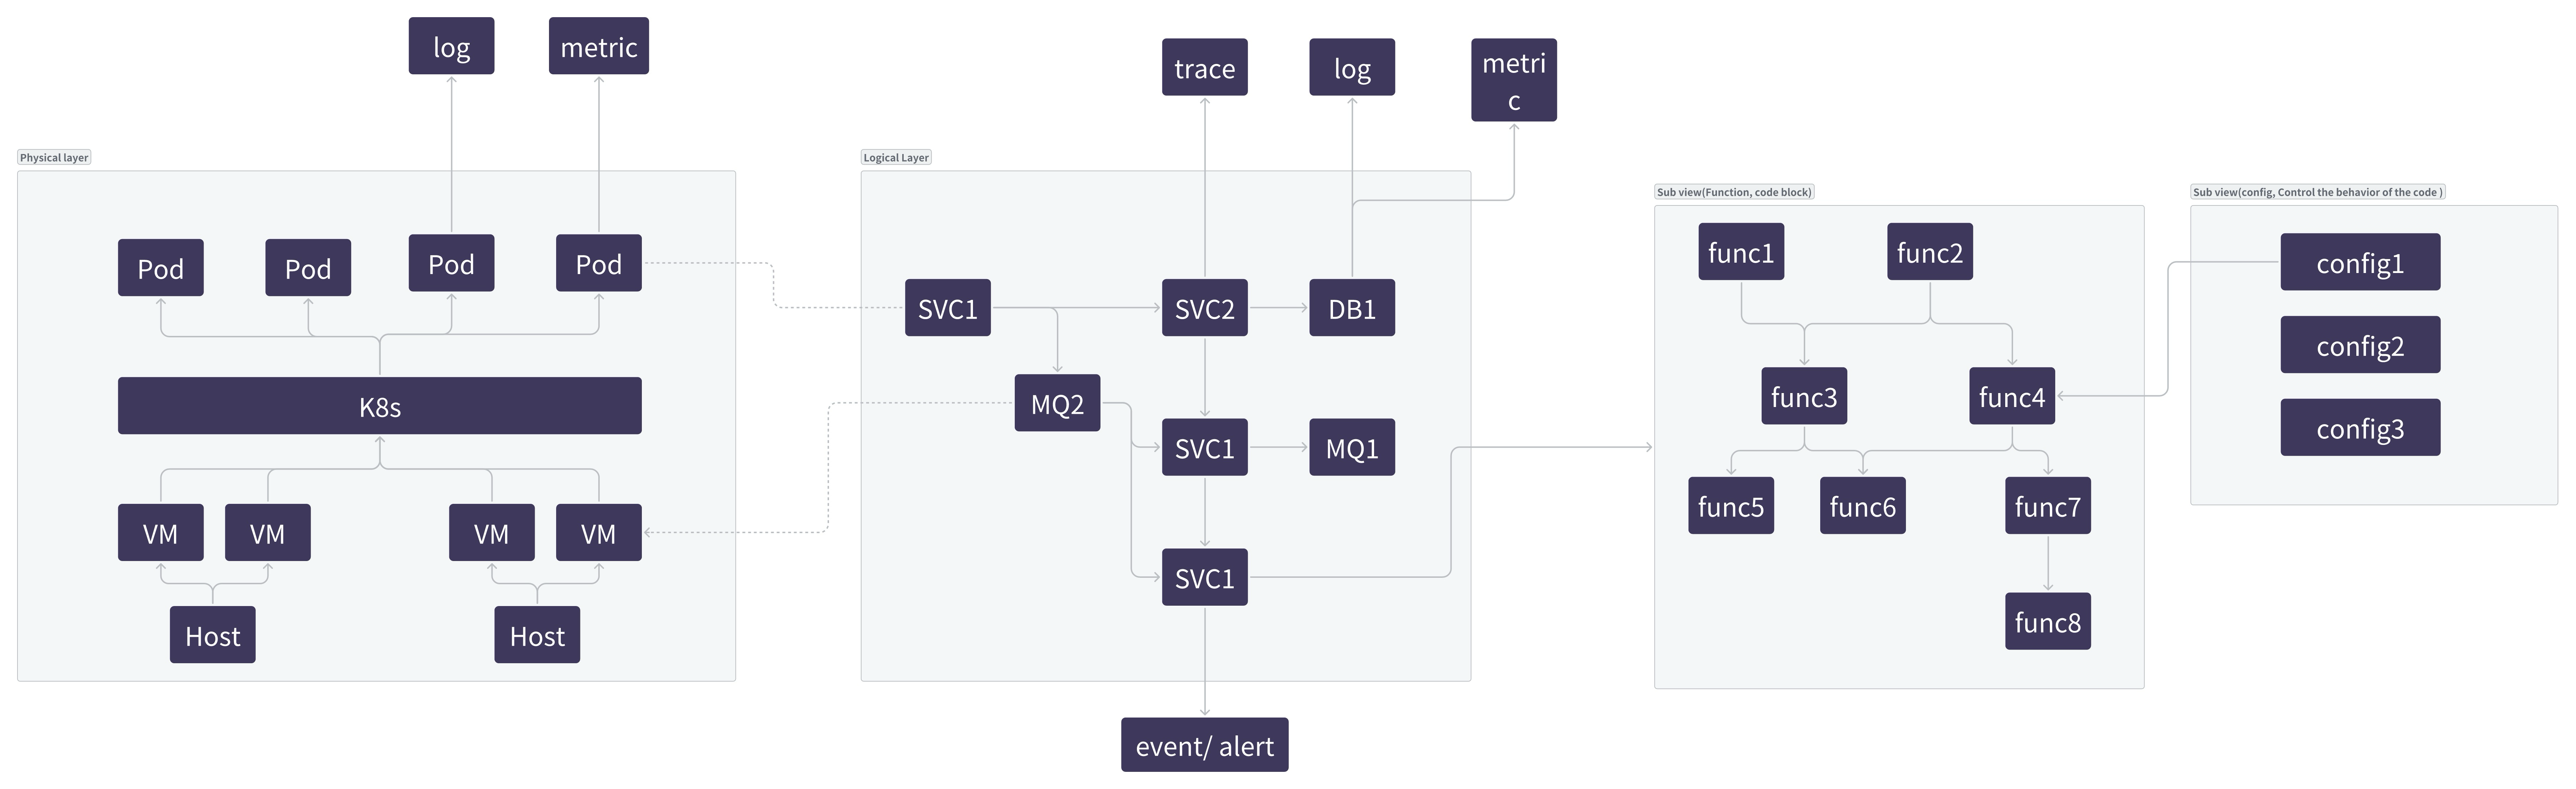 log
metric
trace
log
metri
c
Physical layer
Pod
Pod
Pod
Pod
K8s
VM
VM
VM
VM
Host
Host
Logical Layer
SVC1
SVC2
DB1
MQ2
SVC1
MQ1
SVC1
event/ alert
Sub view(Function, code block)
func1
func2
func3
func4
func5
func6
func7
func8
Sub view(config, Control the behavior of the code )
config1
config2
config3